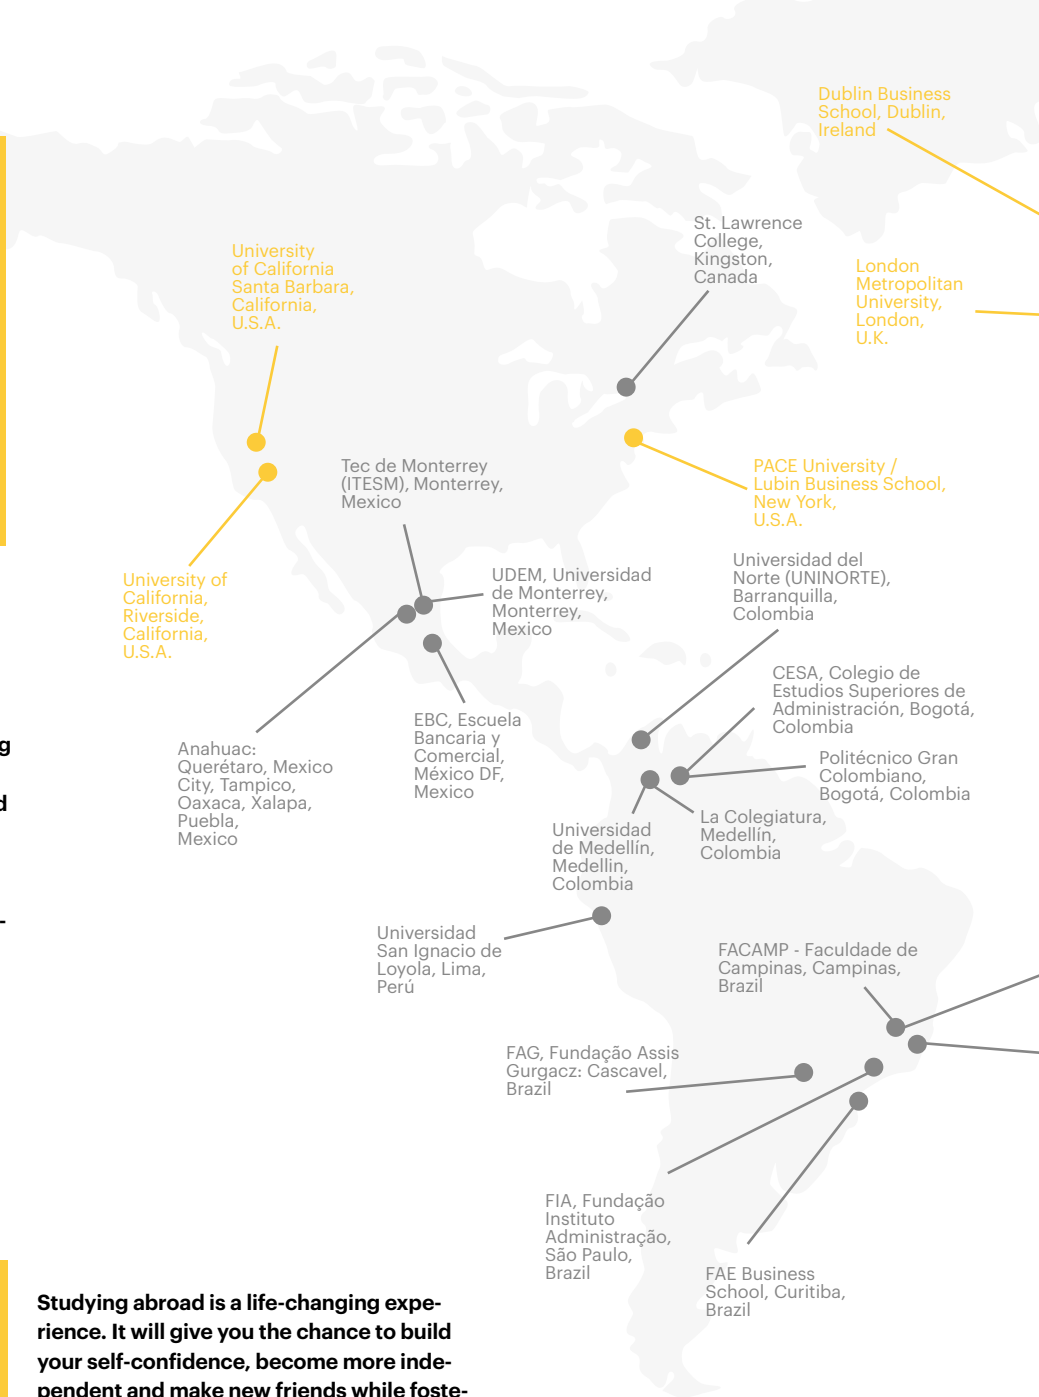 Dublin Business
School, Dublin,
Ireland
St. Lawrence
College,
Kingston,
Canada
University
of California
Santa Barbara,
California,
U.S.A.
London
Metropolitan
University,
London,
U.K.
Tec de Monterrey
(ITESM), Monterrey,
Mexico
PACE University /
Lubin Business School,
New York,
U.S.A.
University of
California,
Riverside,
California,
U.S.A.
UDEM, Universidad
de Monterrey,
Monterrey,
Mexico
Universidad del
Norte (UNINORTE),
Barranquilla,
Colombia
CESA, Colegio de
Estudios Superiores de
Administración, Bogotá,
Colombia
Anahuac:
Querétaro, Mexico
City, Tampico,
Oaxaca, Xalapa,
Puebla,
Mexico
EBC, Escuela
Bancaria y
Comercial,
México DF,
Mexico
Politécnico Gran
Colombiano,
Bogotá, Colombia
La Colegiatura,
Medellín,
Colombia
Universidad
de Medellín,
Medellin,
Colombia
Universidad
San Ignacio de
Loyola, Lima,
Perú
FACAMP - Faculdade de
Campinas, Campinas,
Brazil
FAG, Fundação Assis
Gurgacz: Cascavel,
Brazil
FIA, Fundação
Instituto
Administração,
São Paulo,
Brazil
FAE Business
School, Curitiba,
Brazil
Studying abroad is a life-changing expe-
rience. It will give you the chance to build
your self-confidence, become more inde-
pendent and make new friends while foste-